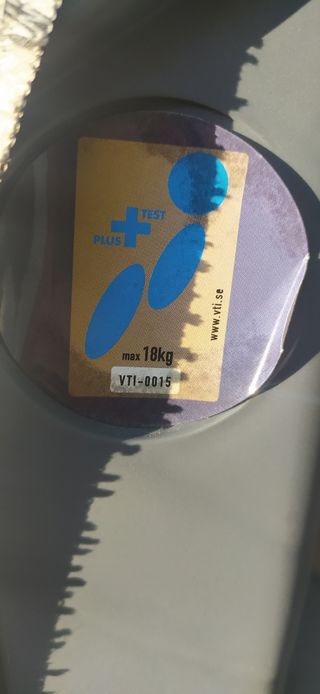 PLUS TEST
www.vti.se
max 18kg
VTI-0015